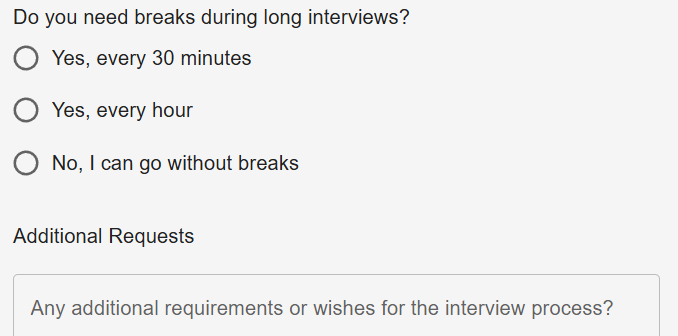 Do you need breaks during long interviews?
Yes, every 30 minutes
Yes, every hour
No, I can go without breaks
Additional Requests
Any additional requirements or wishes for the interview process?